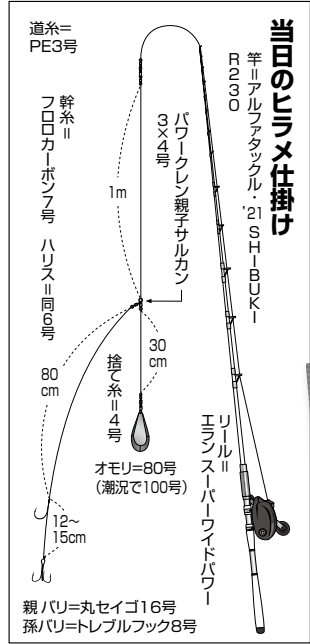 当日のヒラメ仕掛け
竿＝アルファタックル・'21 SHIBUKI
R230
道糸＝
PE3号
パワークレン親子サルカン
3×4号
1m
幹糸＝
フロロカーボン7号 ハリス＝同6号
30
cm
捨て糸＝4号
80
cm
オモリ＝80号
（潮況で100号）
リール＝
エラン スーパーワイドパワー
12〜
15cm
親バリ＝丸セイゴ16号
孫バリ＝トレブルフック8号